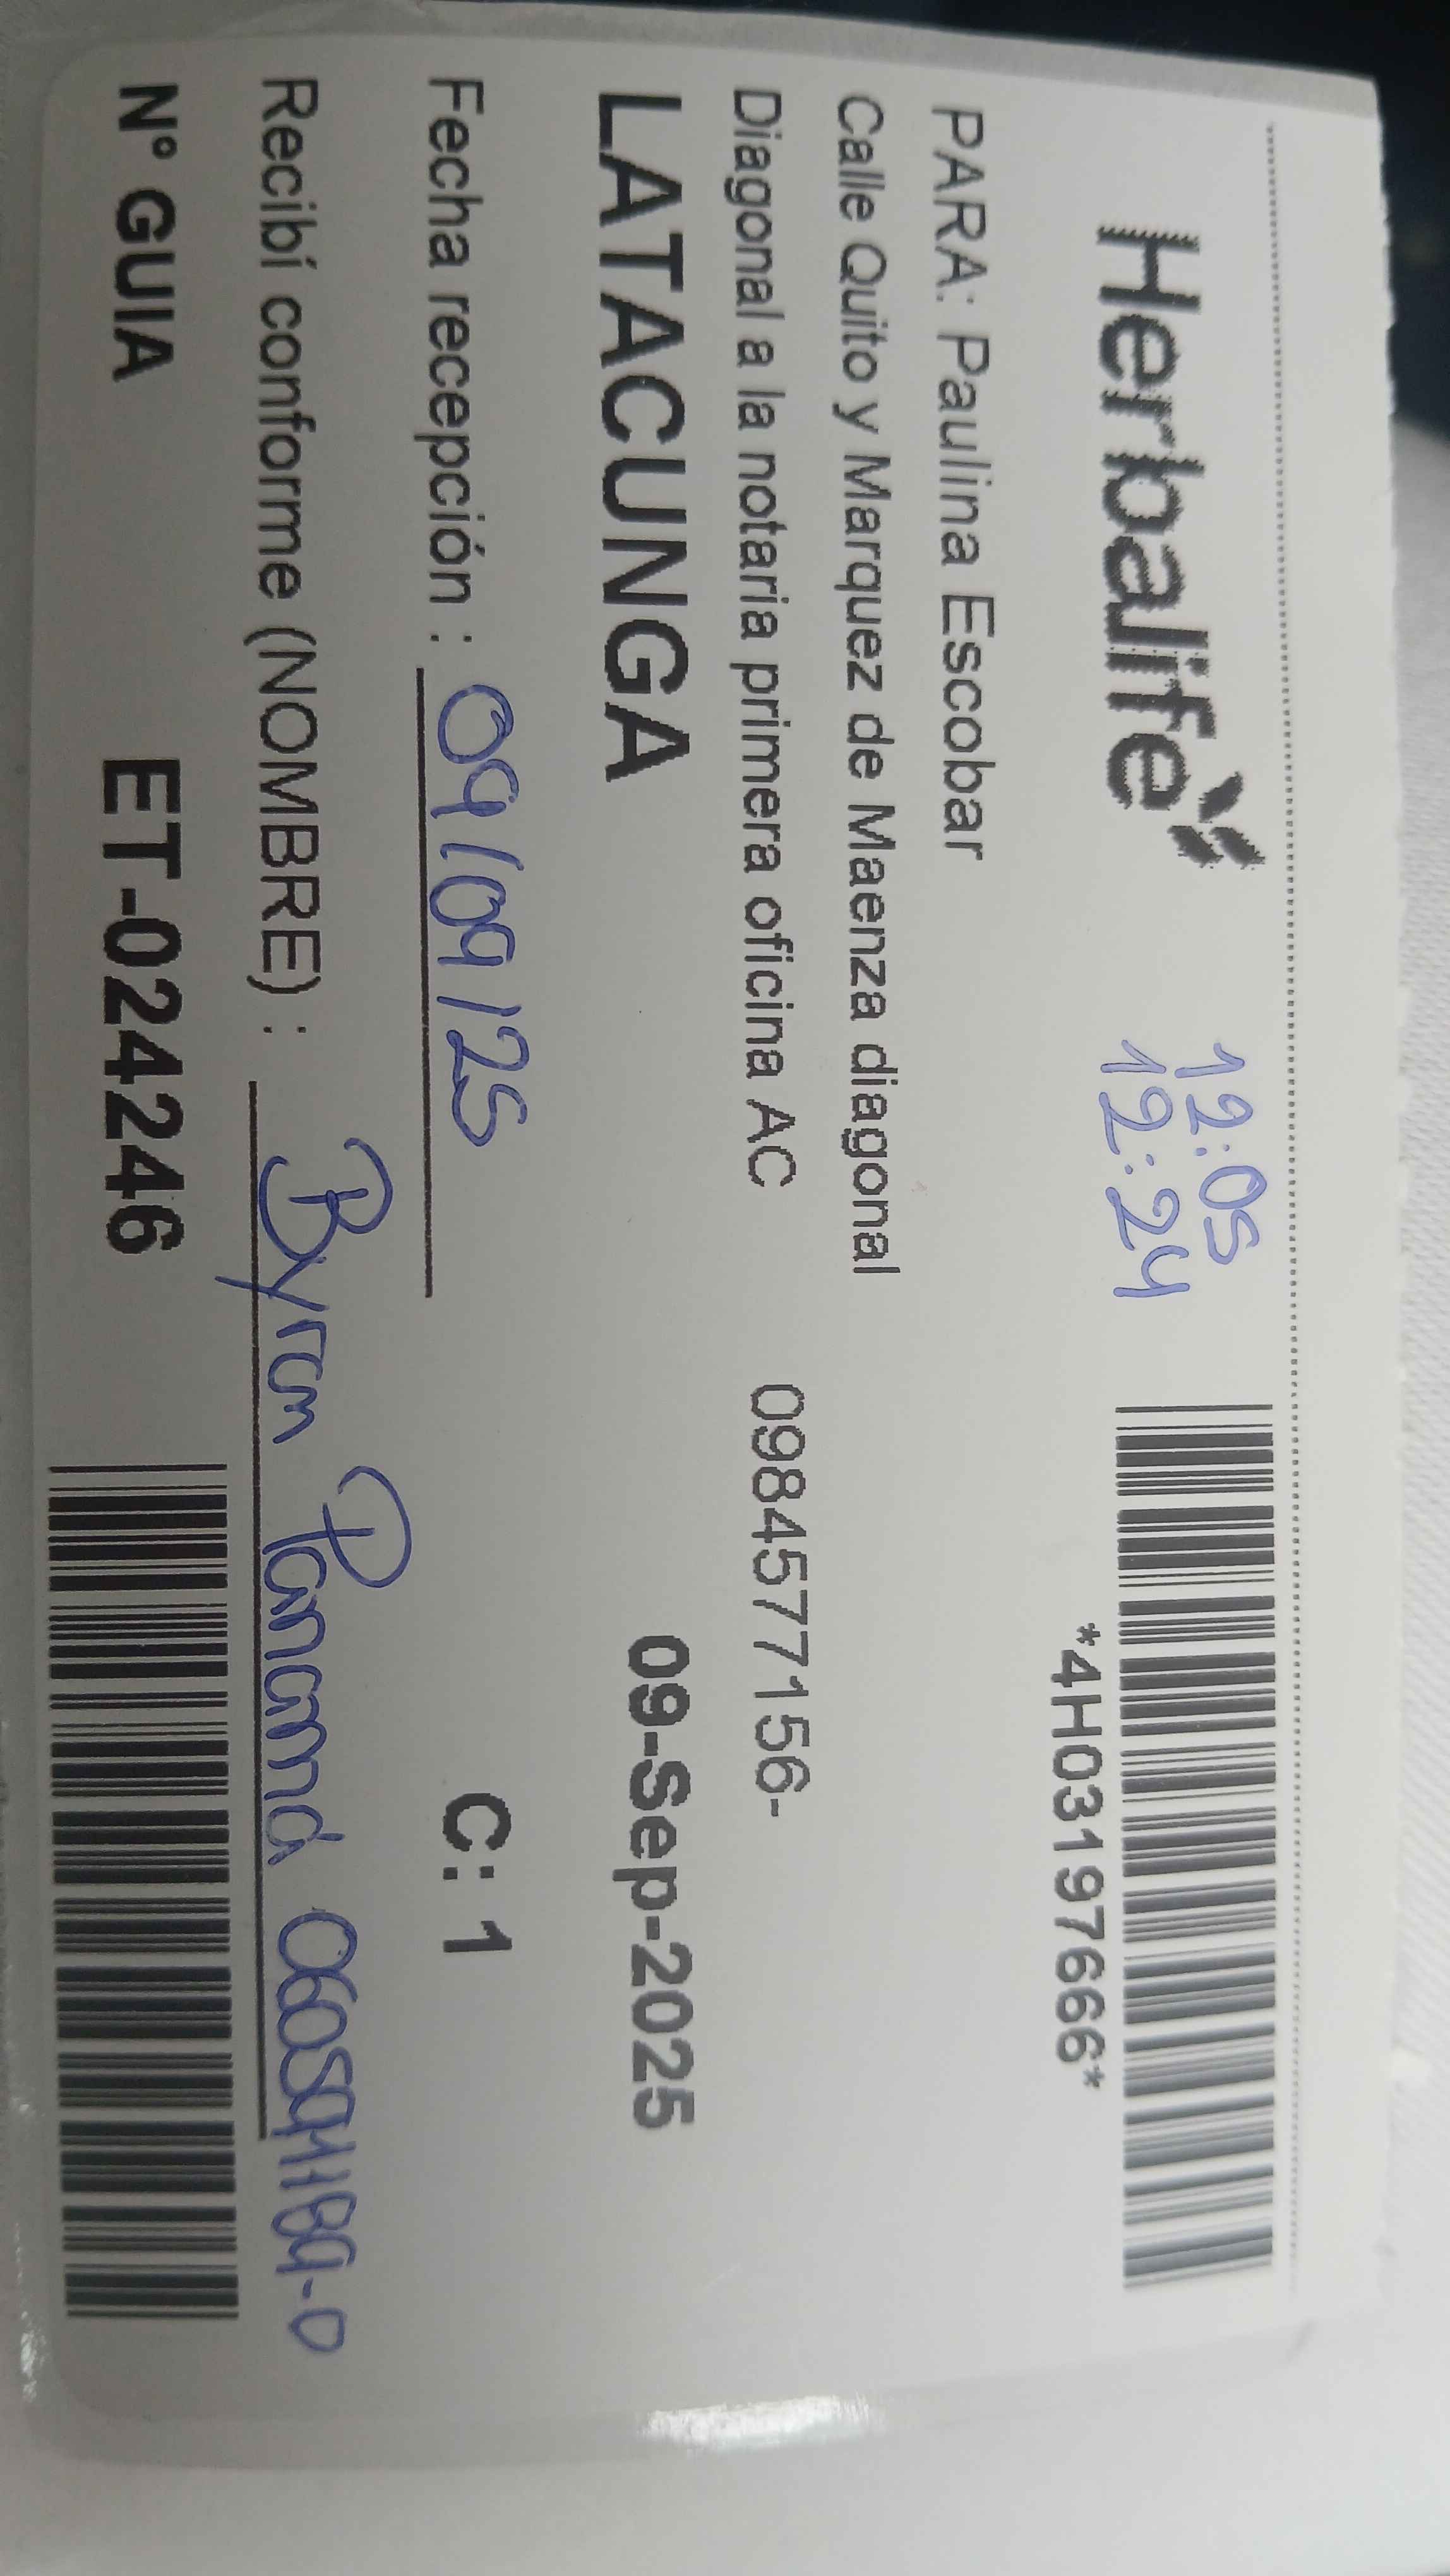 Herbalife
12:05
12:24
*4H03197666*
PARA: Paulina Escobar
Calle Quito y Marquez de Maenza diagonal
Diagonal a la notaria primera oficina AC 0984577156-
LATACUNGA 09-Sep-2025
Fecha recepción : 09/09/25 C: 1
Recibí conforme (NOMBRE) : Byron Panamá
N° GUIA ET-024246